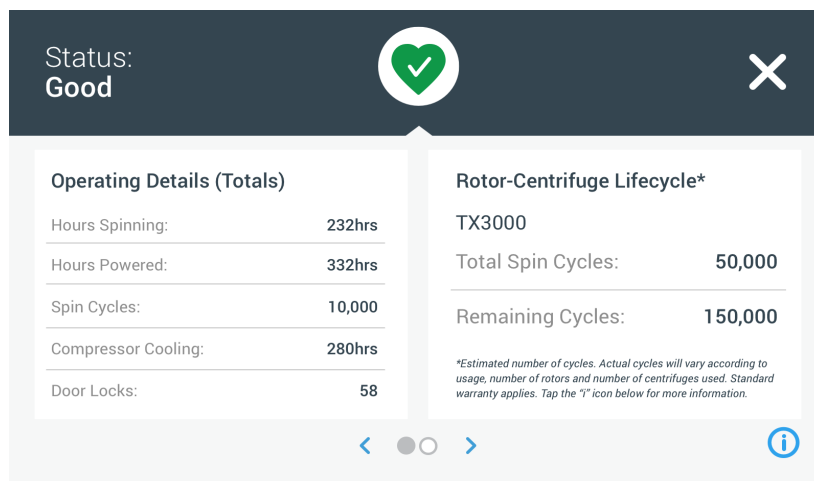 Status:
Good
Operating Details (Totals)
Hours Spinning: 232hrs
Hours Powered: 332hrs
Spin Cycles: 10,000
Compressor Cooling: 280hrs
Door Locks: 58
Rotor-Centrifuge Lifecycle*
TX3000
Total Spin Cycles: 50,000
Remaining Cycles: 150,000
*Estimated number of cycles. Actual cycles will vary according to
usage, number of rotors and number of centrifuges used. Standard
warranty applies. Tap the “i” icon below for more information.
i